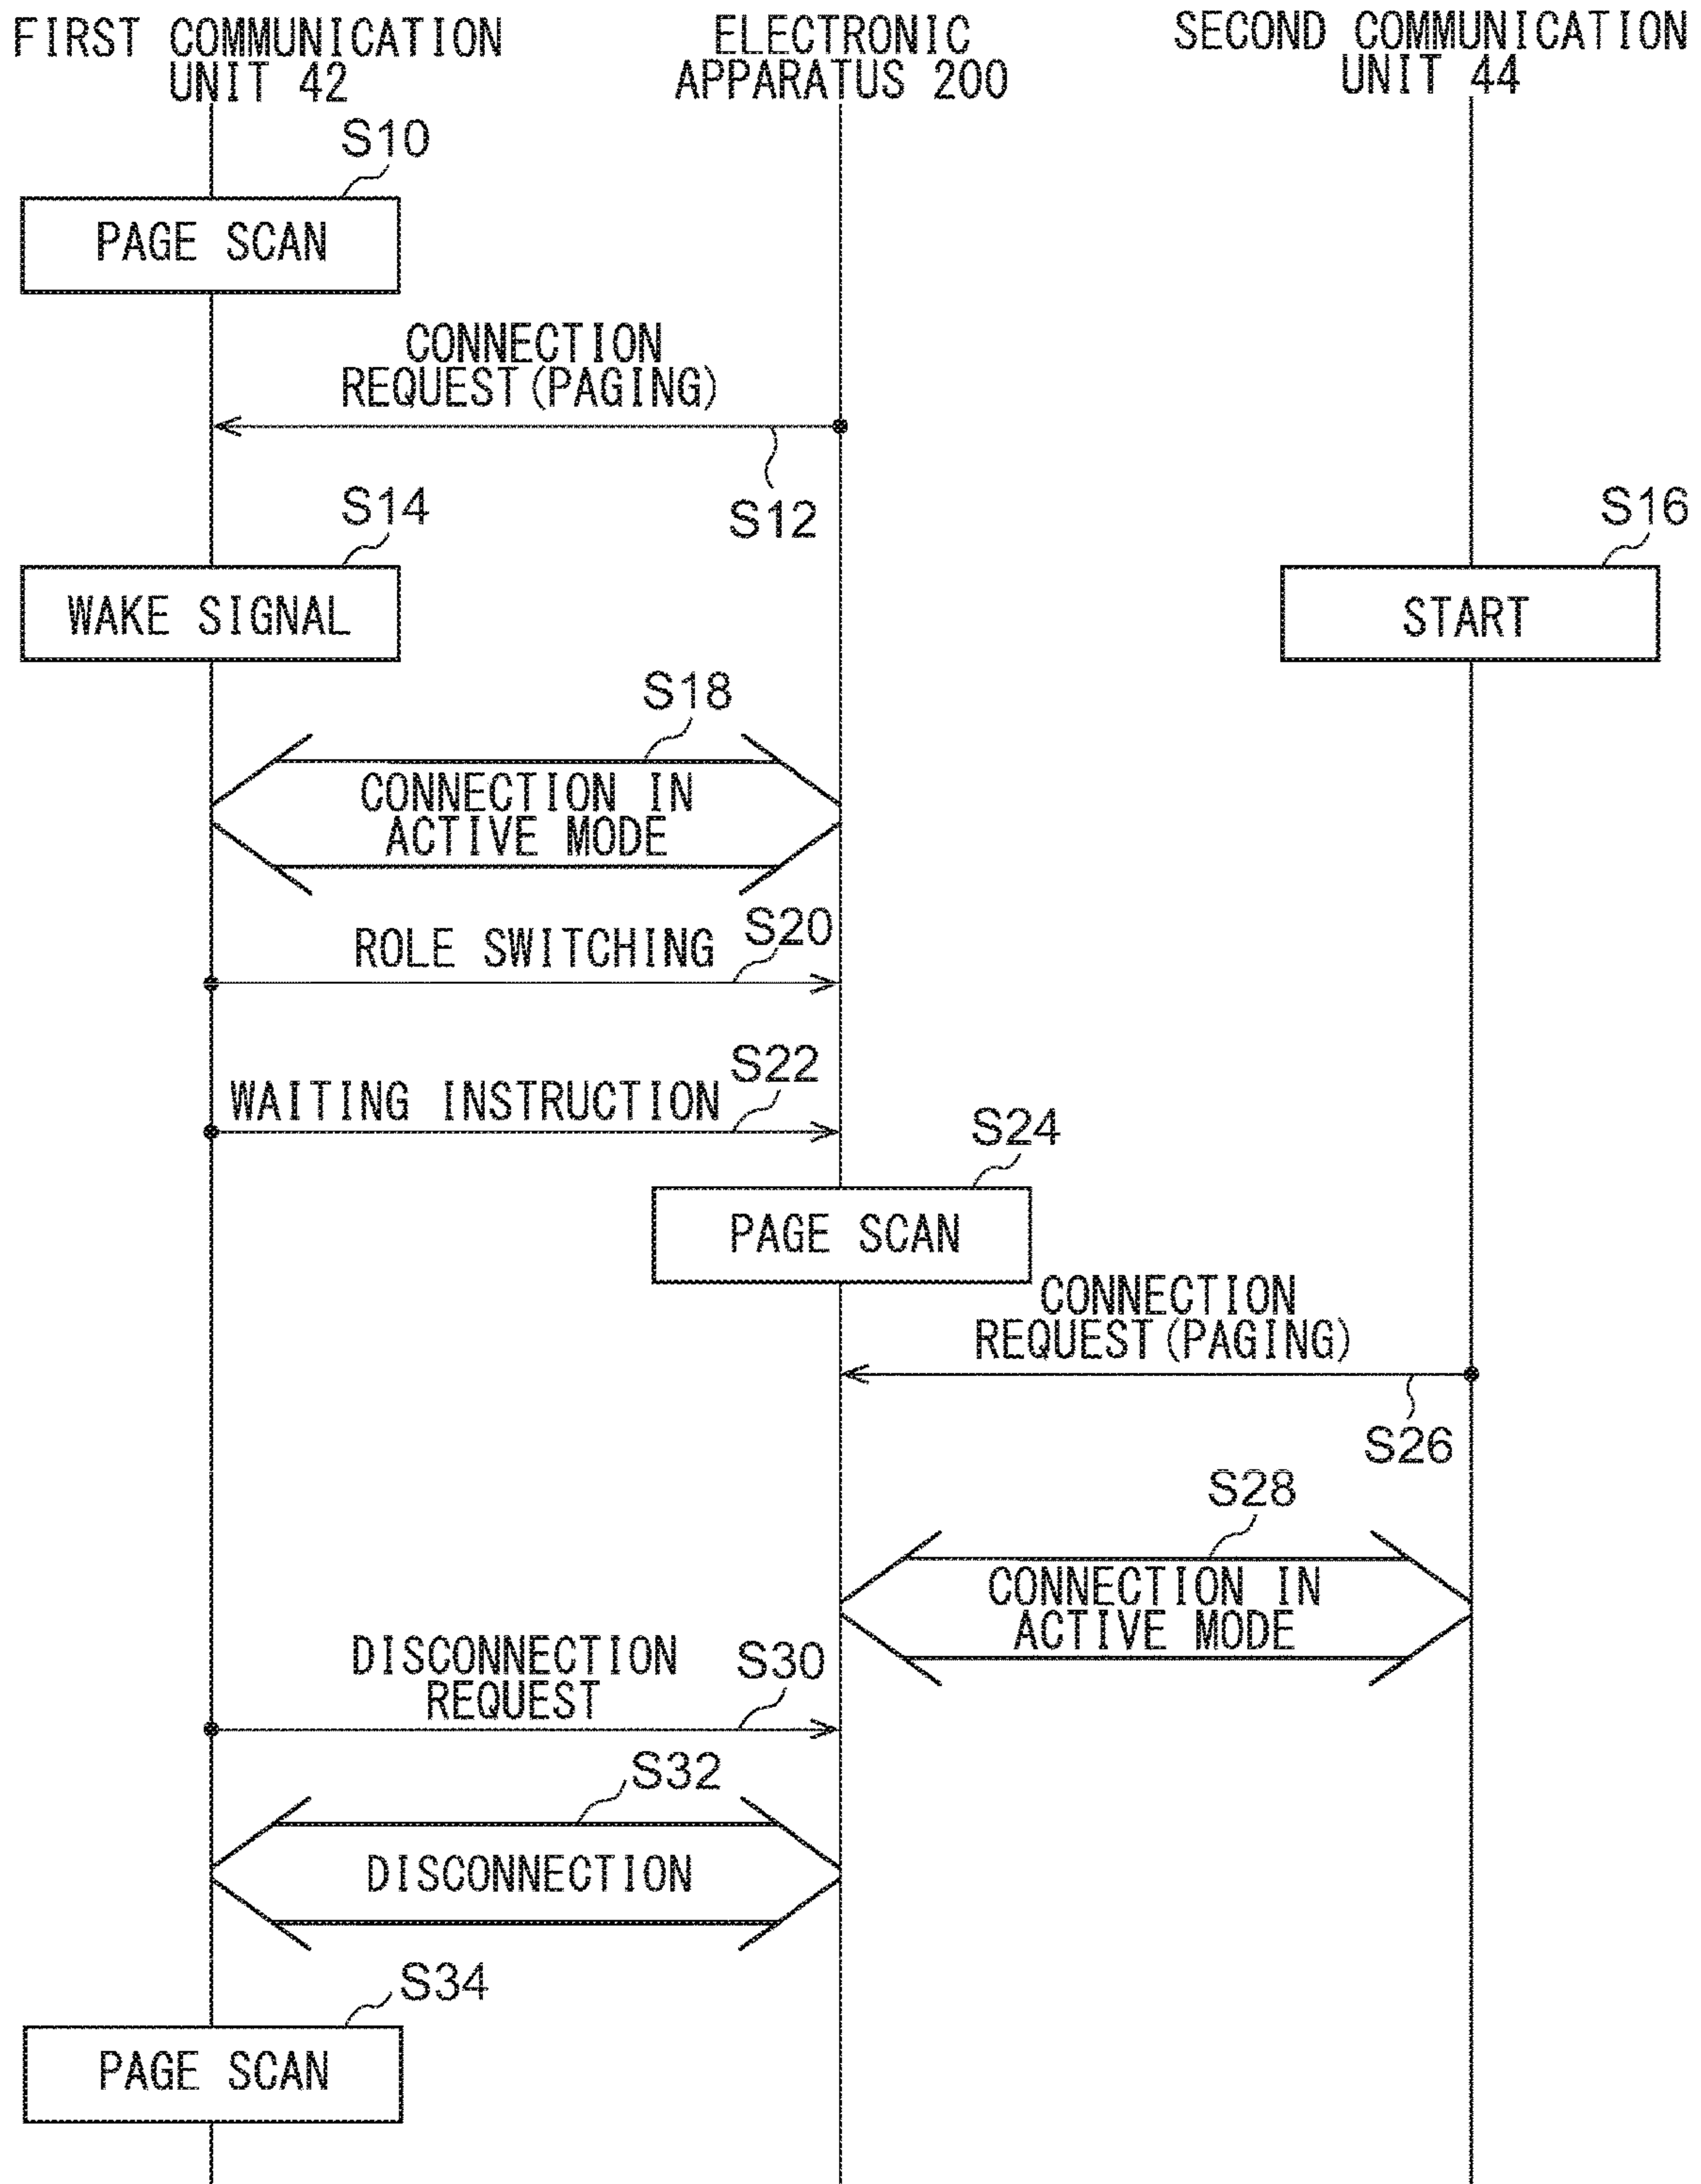 FIRST COMMUNICATION
UNIT 42
ELECTRONIC
APPARATUS 200
SECOND COMMUNICATION
UNIT 44
S10
PAGE SCAN
CONNECTION
REQUEST(PAGING)
S12
S14
WAKE SIGNAL
S16
START
S18
CONNECTION IN
ACTIVE MODE
ROLE SWITCHING
S20
WAITING INSTRUCTION
S22
S24
PAGE SCAN
CONNECTION
REQUEST(PAGING)
S26
S28
CONNECTION IN
ACTIVE MODE
DISCONNECTION
REQUEST
S30
S32
DISCONNECTION
S34
PAGE SCAN